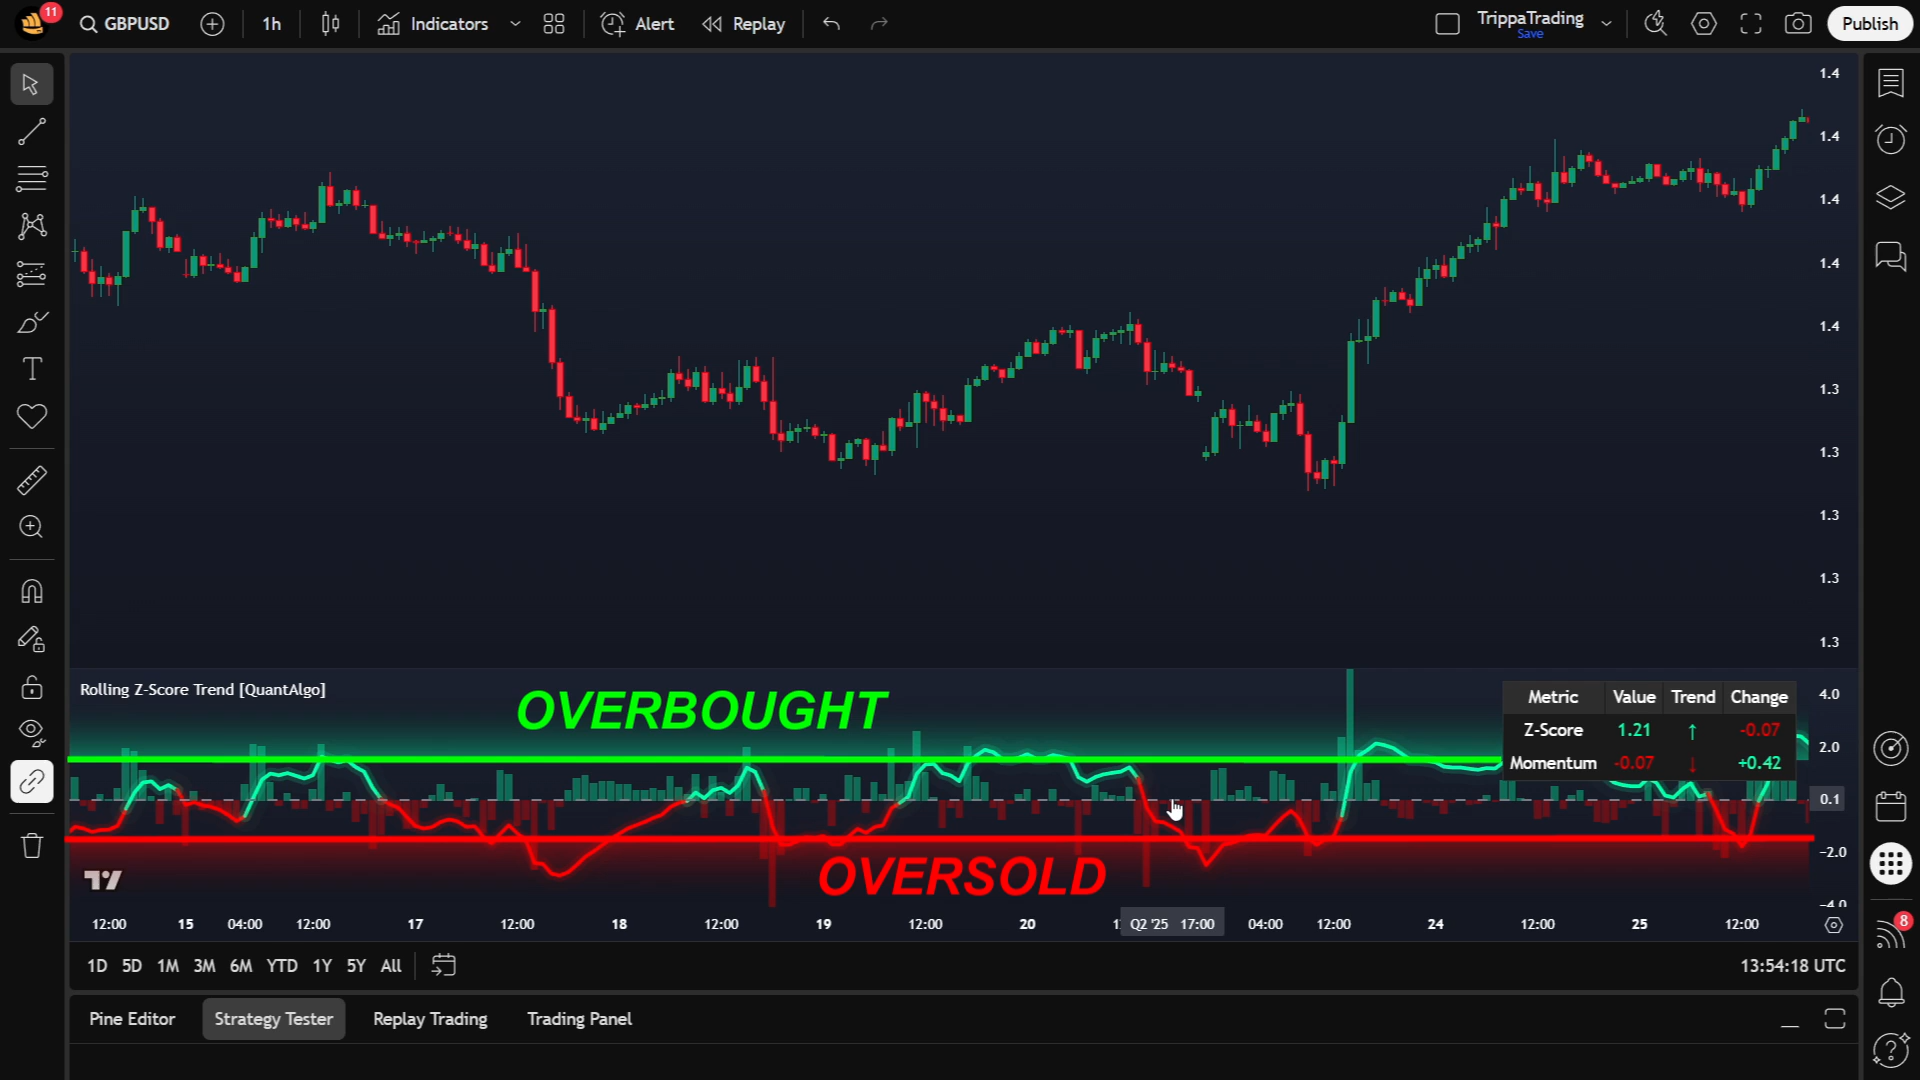 11
GBPUSD
1h
Indicators
Alert
Replay
TrippaTrading
Save
Publish
1.4
1.4
1.4
1.4
1.4
1.3
1.3
1.3
1.3
1.3
Rolling Z-Score Trend [QuantAlgo]
OVERBOUGHT
Metric Value Trend Change
Z-Score 1.21 ↑ -0.07
Momentum -0.07 ↓ +0.42
4.0
2.0
0.1
−2.0
−4.0
OVERSOLD
12:00 15 04:00 12:00 17 12:00 18 12:00 19 12:00 20 Q2 '25 17:00 04:00 12:00 24 12:00 25 12:00
1D 5D 1M 3M 6M YTD 1Y 5Y All
13:54:18 UTC
8
Pine Editor
Strategy Tester
Replay Trading
Trading Panel